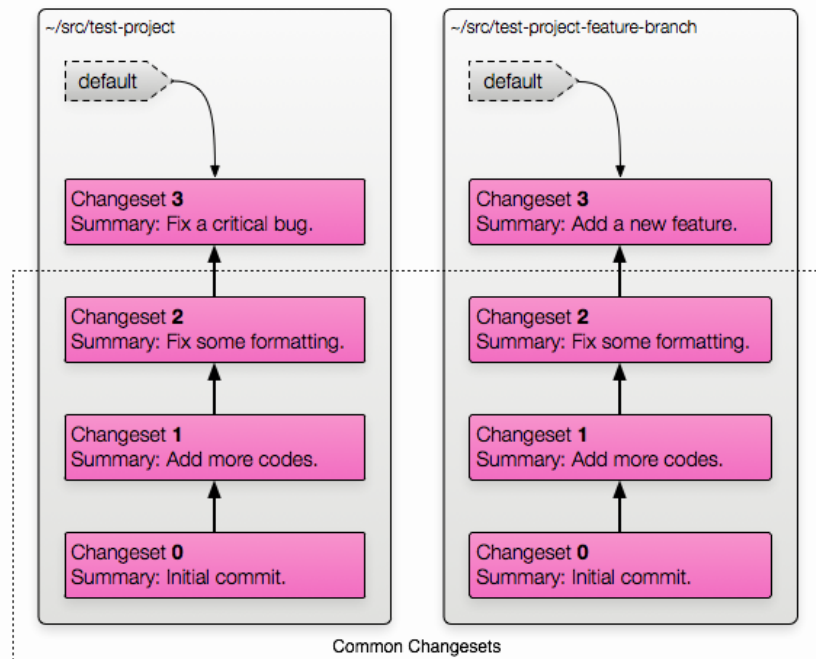 ~/src/test-project
default
Changeset 3
Summary: Fix a critical bug.
Changeset 2
Summary: Fix some formatting.
Changeset 1
Summary: Add more codes.
Changeset 0
Summary: Initial commit.
~/src/test-project-feature-branch
default
Changeset 3
Summary: Add a new feature.
Changeset 2
Summary: Fix some formatting.
Changeset 1
Summary: Add more codes.
Changeset 0
Summary: Initial commit.
Common Changesets